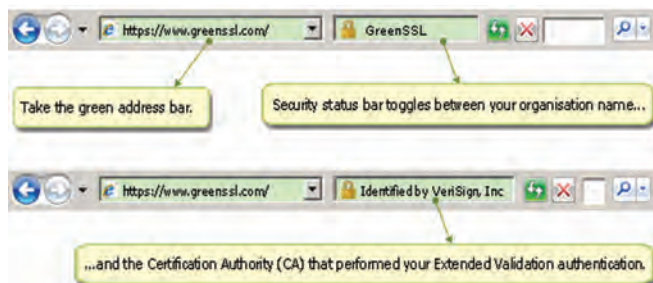 https://www.greenssl.com/ GreenSSL
Take the green address bar.
Security status bar toggles between your organisation name...
https://www.greenssl.com/ Identified by VeriSign, Inc
...and the Certification Authority (CA) that performed your Extended Validation authentication.